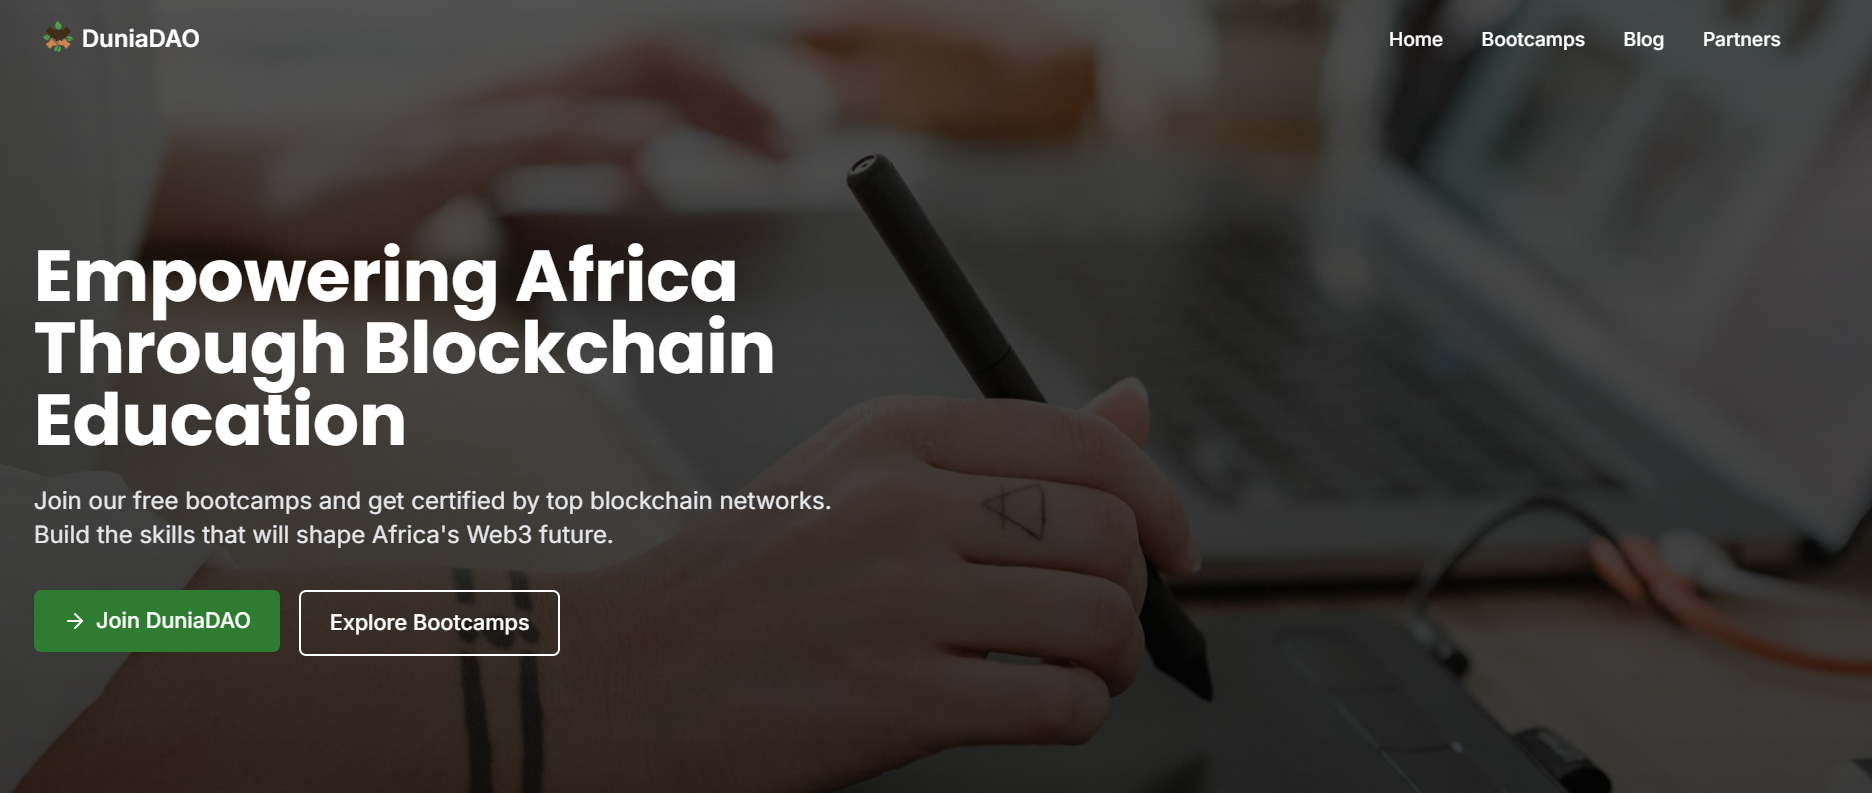 DuniaDAO
Home
Bootcamps
Blog
Partners
Empowering Africa
Through Blockchain
Education
Join our free bootcamps and get certified by top blockchain networks.
Build the skills that will shape Africa's Web3 future.
→ Join DuniaDAO
Explore Bootcamps